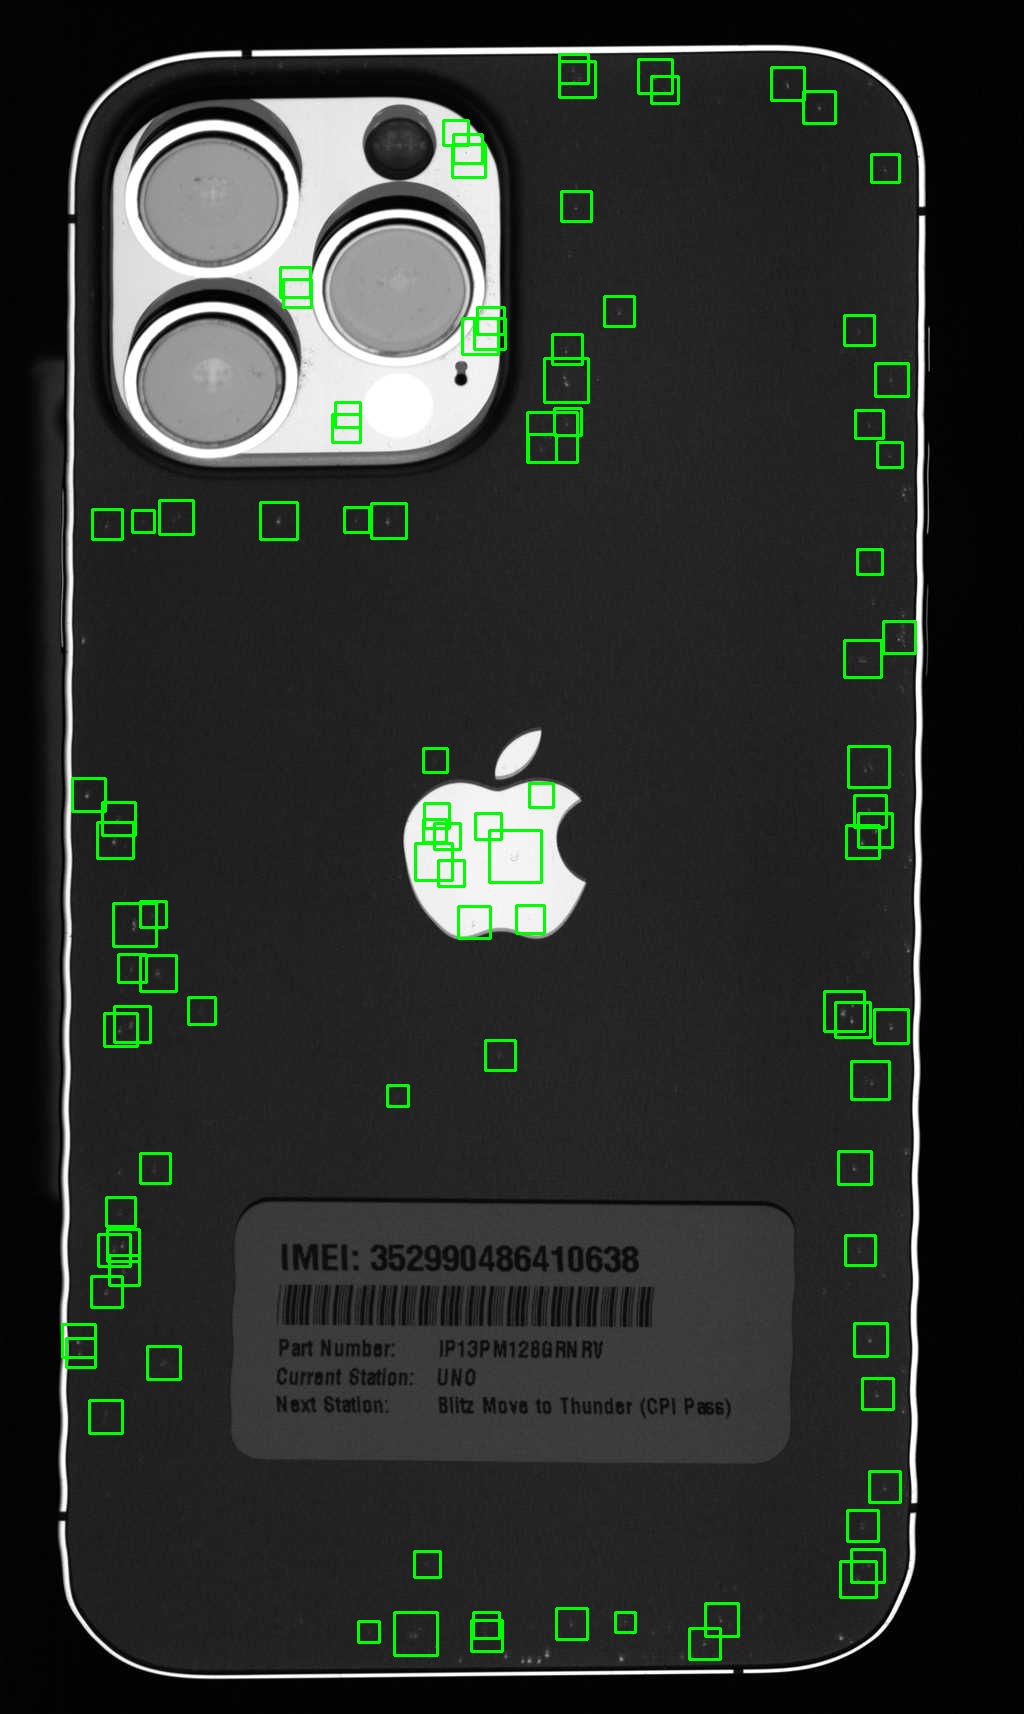 IMEI: 352990486410638
Part Number: IP13PM128GRNRV
Current Station: UNO
Next Station: Blitz Move to Thunder (CPI Pass)